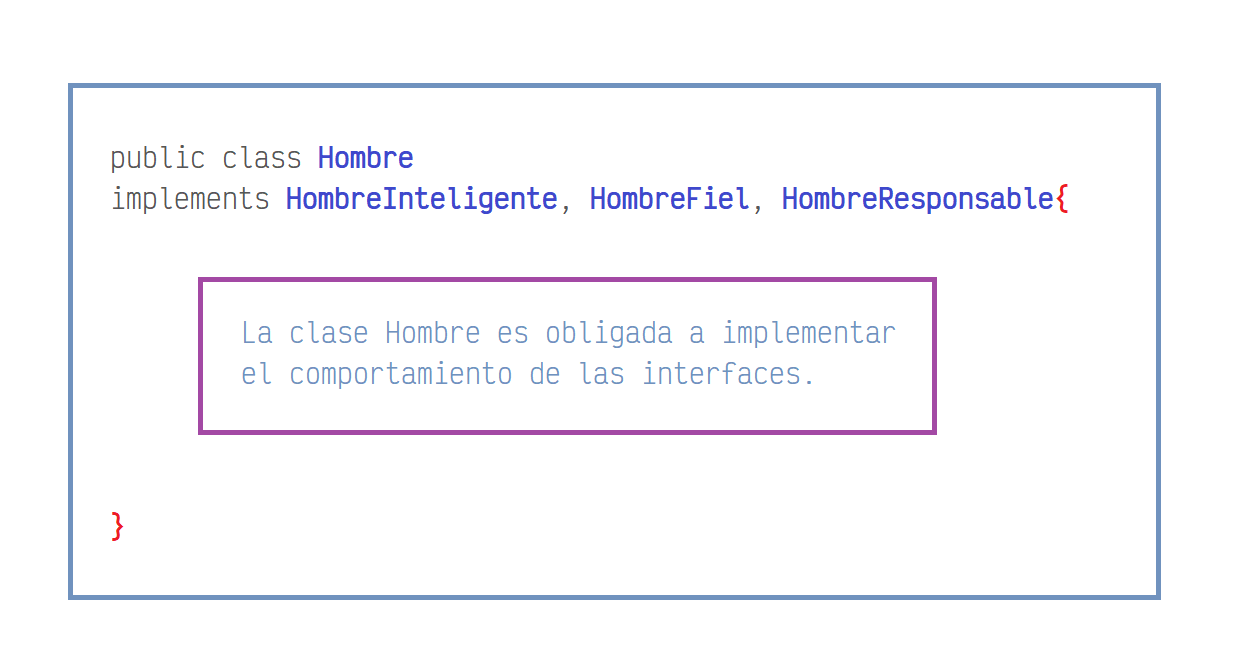 public class Hombre
implements HombreInteligente, HombreFiel, HombreResponsable{
La clase Hombre es obligada a implementar
el comportamiento de las interfaces.
}